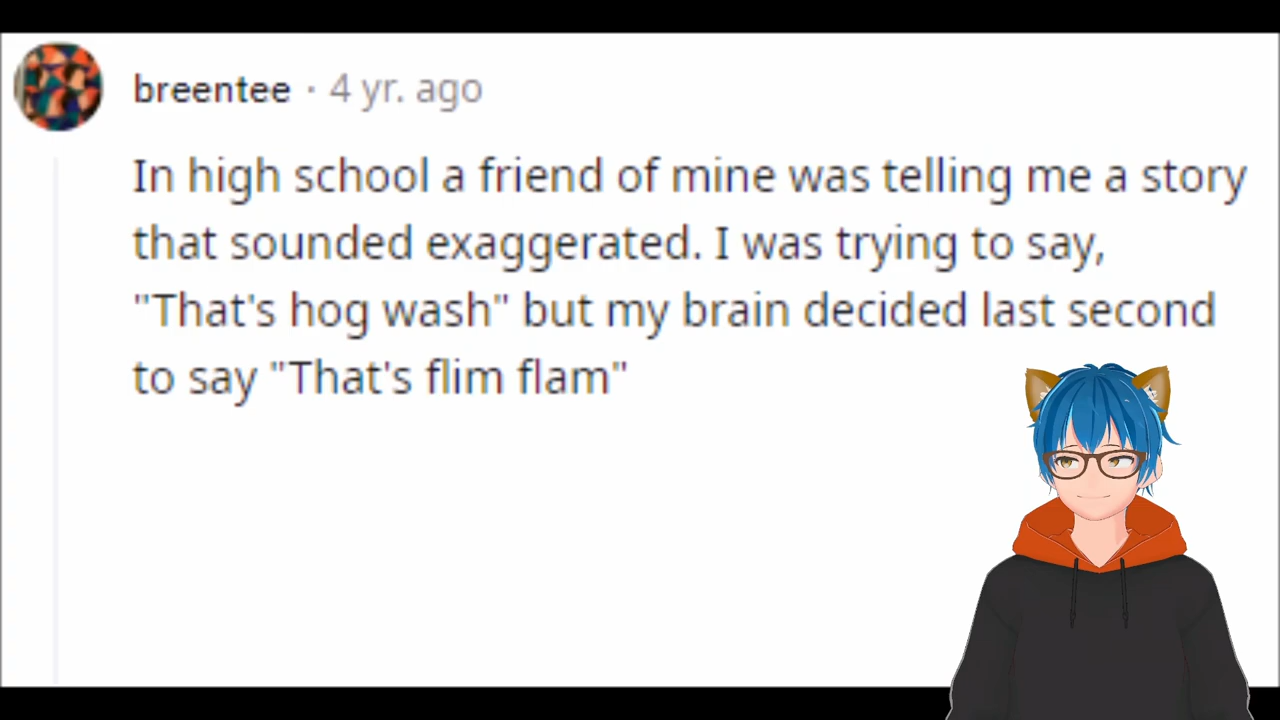 breentee · 4 yr. ago
In high school a friend of mine was telling me a story
that sounded exaggerated. I was trying to say,
"That's hog wash" but my brain decided last second
to say "That's flim flam"